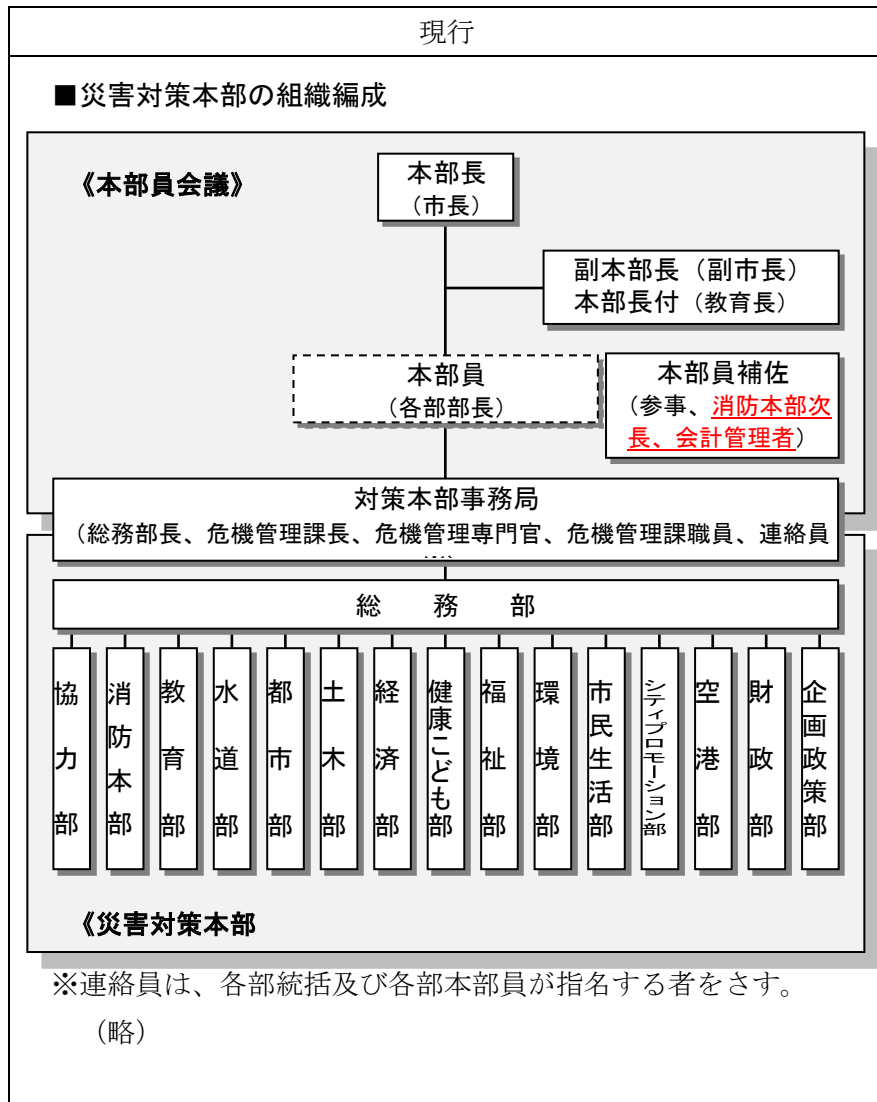 現行
■災害対策本部の組織編成
《本部員会議》
本部長
（市長）
副本部長（副市長）
本部長付（教育長）
本部員
（各部部長）
本部員補佐
（参事、消防本部次
長、会計管理者）
対策本部事務局
（総務部長、危機管理課長、危機管理専門官、危機管理課職員、連絡員
総　務　部
協力部
消防本部
教育部
水道部
都市部
土木部
経済部
健康こども部
福祉部
環境部
市民生活部
シティプロモーション部
空港部
財政部
企画政策部
《災害対策本部
※連絡員は、各部統括及び各部本部員が指名する者をさす。
（略）